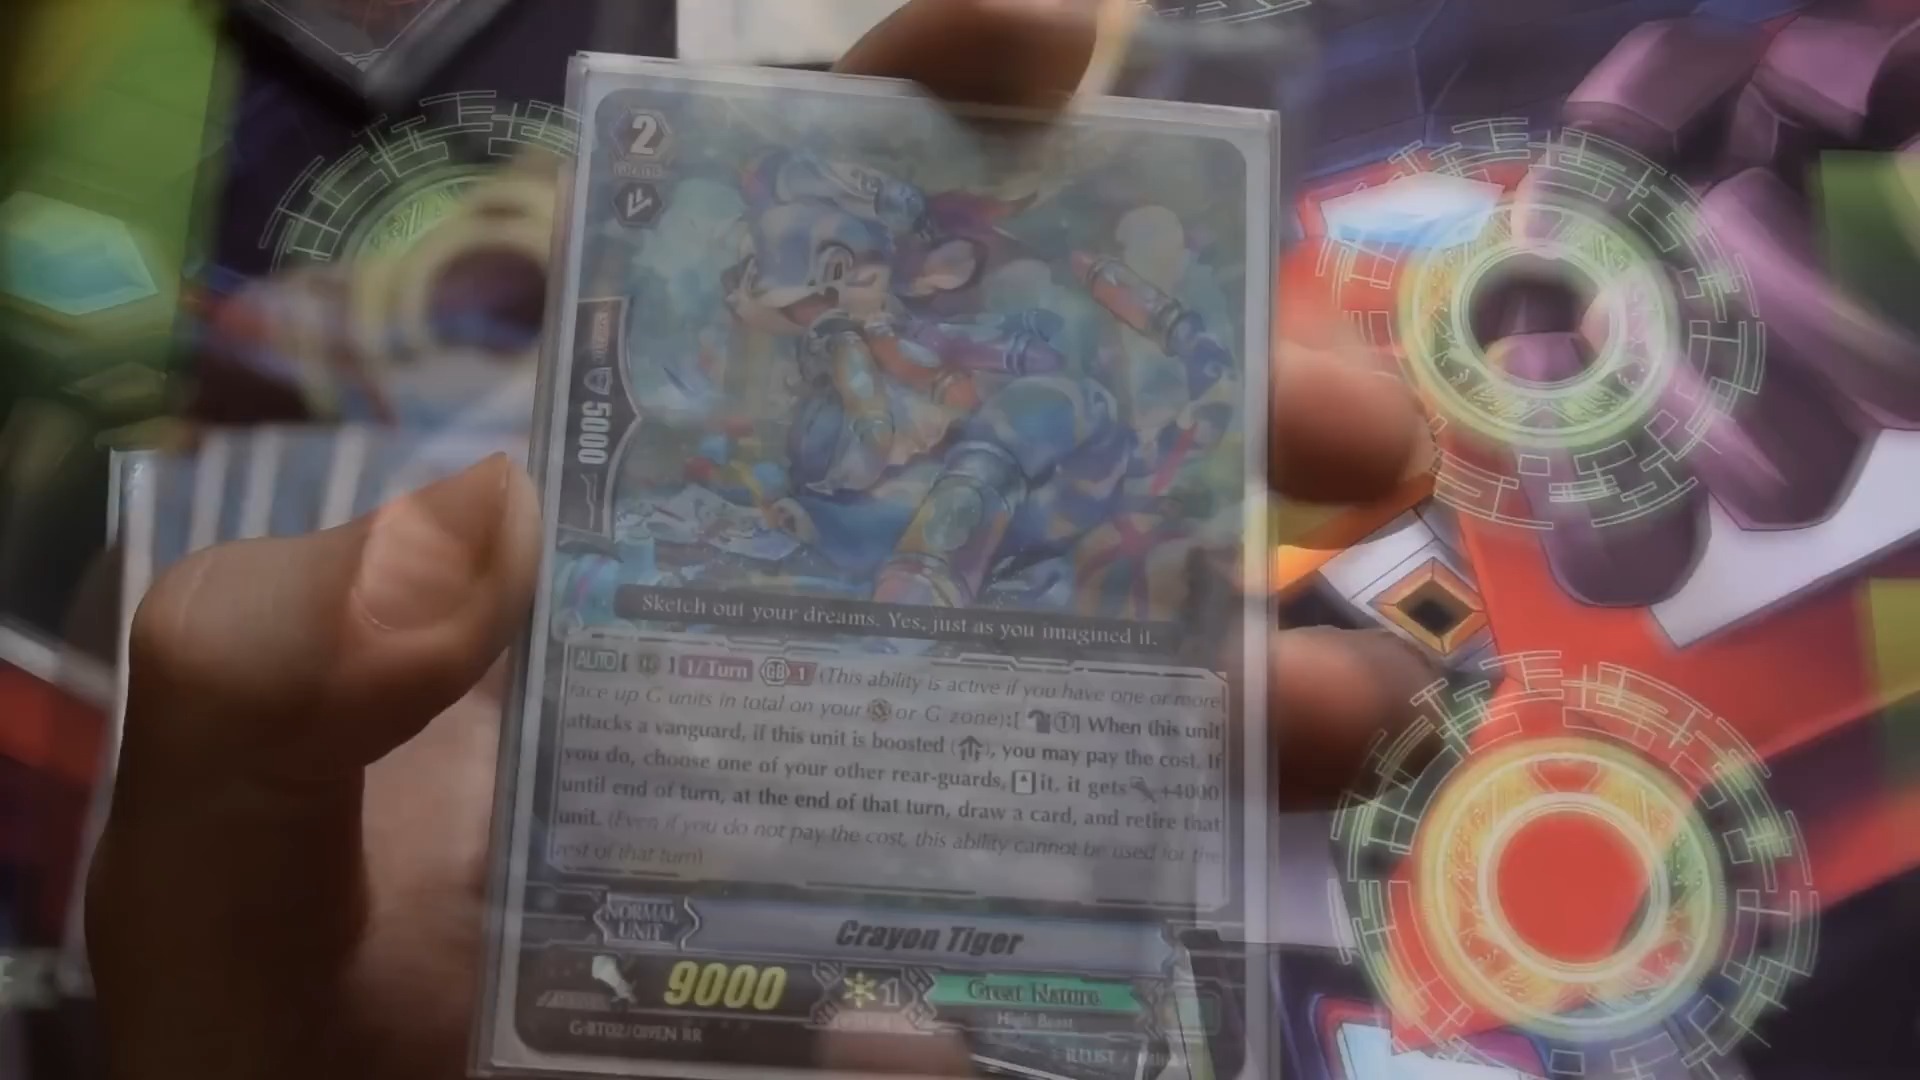 2
5000
Sketch out your dreams. Yes, just as you imagined it.
AUTO [ ] 1/Turn GB 1 (This ability is active if you have one or more
face up G units in total on your or G zone):[ ①] When this unit
attacks a vanguard, if this unit is boosted ( ), you may pay the cost. If
you do, choose one of your other rear-guards, it, it gets +4000
until end of turn, at the end of that turn, draw a card, and retire that
unit. (Even if you do not pay the cost, this ability cannot be used for the
rest of that turn)
NORMAL
UNIT
Crayon Tiger
9000
1
Great Nature
High Beast
ILLUST